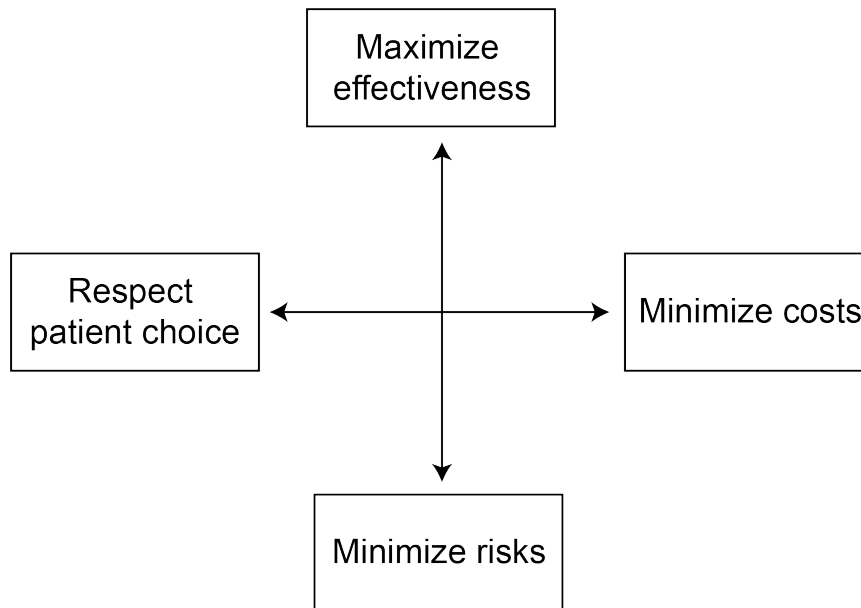 Maximize
effectiveness
Respect
patient choice
Minimize costs
Minimize risks